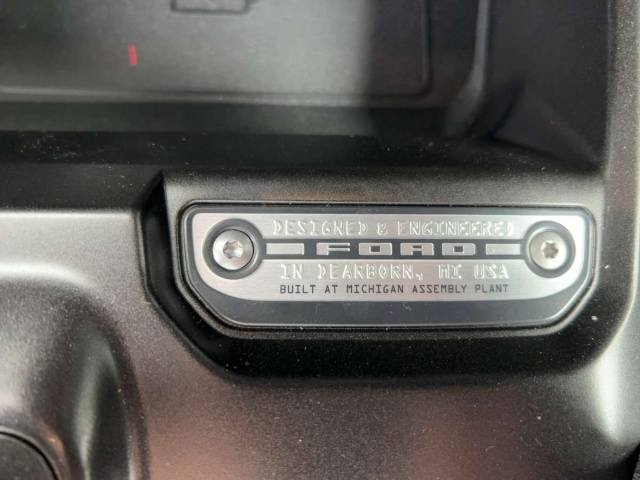 DESIGNED & ENGINEERED
FORD
IN DEARBORN, MI USA
BUILT AT MICHIGAN ASSEMBLY PLANT